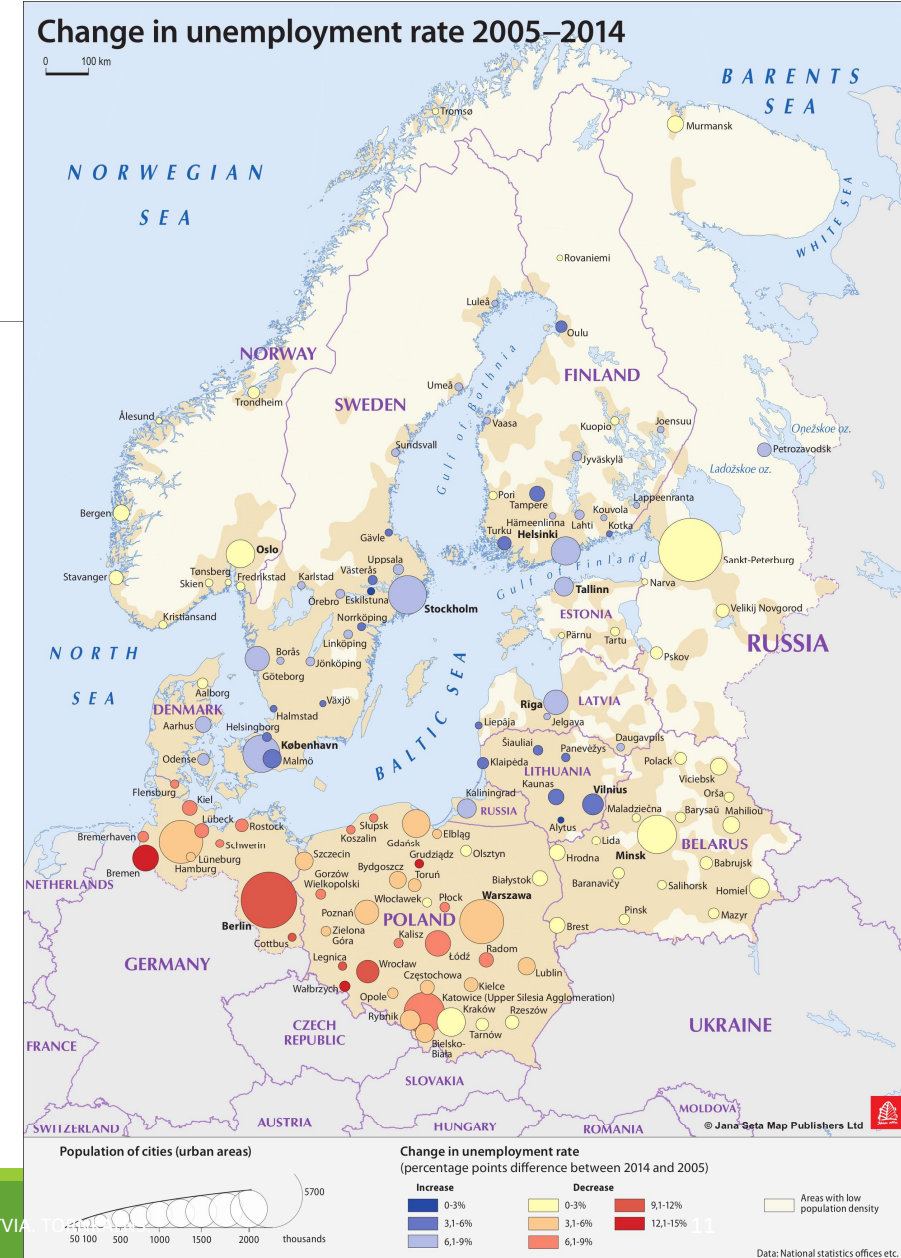 Change in unemployment rate 2005–2014
0 100 km
BARENTS
SEA
Tromsø
Murmansk
NORWEGIAN
SEA
WHITE SEA
Rovaniemi
Luleå
Oulu
NORWAY
FINLAND
Trondheim
Umeå
SWEDEN
Gulf of Bothnia
Ålesund
Vaasa
Kuopio
Joensuu
Onežskoe oz.
Sundsvall
Petrozavodsk
Jyväskylä
Ladožskoe oz.
Bergen
Pori
Tampere
Lappeenranta
Kouvola
Hämeenlinna
Lahti
Kotka
Turku
Helsinki
Gävle
Oslo
Sankt-Peterburg
Gulf of Finland
Uppsala
Västerås
Stavanger
Tønsberg
Skien
Fredrikstad
Karlstad
Narva
Tallinn
Örebro
Eskilstuna
Stockholm
Velikij Novgorod
ESTONIA
Kristiansand
Norrköping
Pärnu
Tartu
RUSSIA
Linköping
NORTH
SEA
Borås
Jönköping
Göteborg
Pskov
BALTIC SEA
Aalborg
DENMARK
Växjö
Rīga
LATVIA
Halmstad
Aarhus
Liepāja
Jelgava
Helsingborg
København
Šiauliai
Panevėžys
Daugavpils
Malmö
Odense
Klaipėda
LITHUANIA
Polack
Viciebsk
Kaunas
Vilnius
Flensburg
Kiel
Kaliningrad
RUSSIA
Maladziečna
Orša
Barysaŭ
Mahilioŭ
Lübeck
Rostock
Słupsk
Koszalin
Alytus
Bremerhaven
Schwerin
Gdańsk
Elbląg
Lida
Minsk
BELARUS
Lüneburg
Hamburg
Szczecin
Grudziądz
Olsztyn
Hrodna
Bremen
Babrujsk
NETHERLANDS
Gorzów
Wielkopolski
Bydgoszcz
Toruń
Białystok
Baranavičy
Salihorsk
Homiel
Włocławek
Płock
Warszawa
Poznań
POLAND
Pinsk
Mazyr
Berlin
Brest
Zielona
Góra
Kalisz
Cottbus
Łódź
Radom
GERMANY
Legnica
Wrocław
Lublin
Częstochowa
Kielce
Wałbrzych
Opole
Katowice (Upper Silesia Agglomeration)
Rybnik
Kraków
Rzeszów
CZECH
REPUBLIC
Tarnów
UKRAINE
Bielsko-
Biała
FRANCE
SLOVAKIA
MOLDOVA
SWITZERLAND
AUSTRIA
HUNGARY
ROMANIA
© Jana Seta Map Publishers Ltd
Population of cities (urban areas)
5700
50 100 500 1000 1500 2000 thousands
Change in unemployment rate
(percentage points difference between 2014 and 2005)
Increase
0-3%
3,1-6%
6,1-9%
Decrease
0-3%
3,1-6%
6,1-9%
9,1-12%
12,1-15%
Areas with low
population density
11
Data: National statistics offices etc.